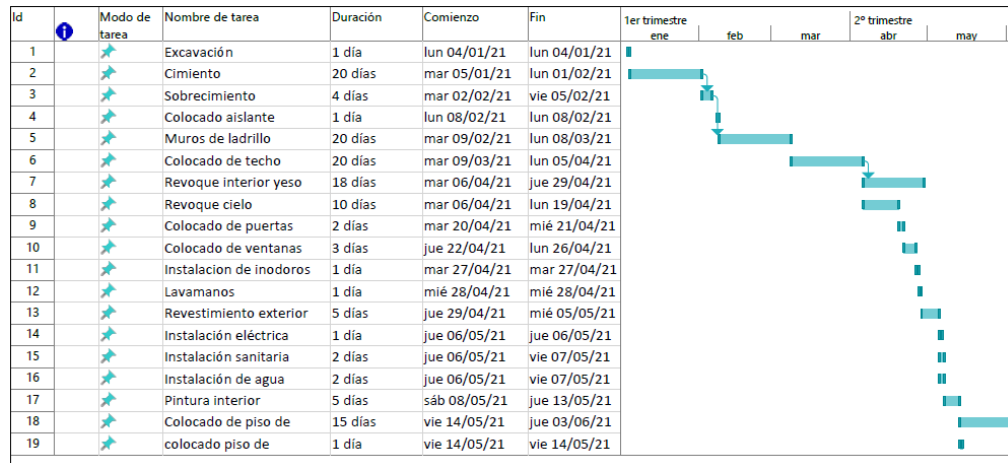 Id Modo de tarea Nombre de tarea Duración Comienzo Fin 1er trimestre 2º trimestre
ene feb mar abr may
1 Excavación 1 día lun 04/01/21 lun 04/01/21
2 Cimiento 20 días mar 05/01/21 lun 01/02/21
3 Sobrecimiento 4 días mar 02/02/21 vie 05/02/21
4 Colocado aislante 1 día lun 08/02/21 lun 08/02/21
5 Muros de ladrillo 20 días mar 09/02/21 lun 08/03/21
6 Colocado de techo 20 días mar 09/03/21 lun 05/04/21
7 Revoque interior yeso 18 días mar 06/04/21 jue 29/04/21
8 Revoque cielo 10 días mar 06/04/21 lun 19/04/21
9 Colocado de puertas 2 días mar 20/04/21 mié 21/04/21
10 Colocado de ventanas 3 días jue 22/04/21 lun 26/04/21
11 Instalacion de inodoros 1 día mar 27/04/21 mar 27/04/21
12 Lavamanos 1 día mié 28/04/21 mié 28/04/21
13 Revestimiento exterior 5 días jue 29/04/21 mié 05/05/21
14 Instalación eléctrica 1 día jue 06/05/21 jue 06/05/21
15 Instalación sanitaria 2 días jue 06/05/21 vie 07/05/21
16 Instalación de agua 2 días jue 06/05/21 vie 07/05/21
17 Pintura interior 5 días sáb 08/05/21 jue 13/05/21
18 Colocado de piso de 15 días vie 14/05/21 jue 03/06/21
19 colocado piso de 1 día vie 14/05/21 vie 14/05/21